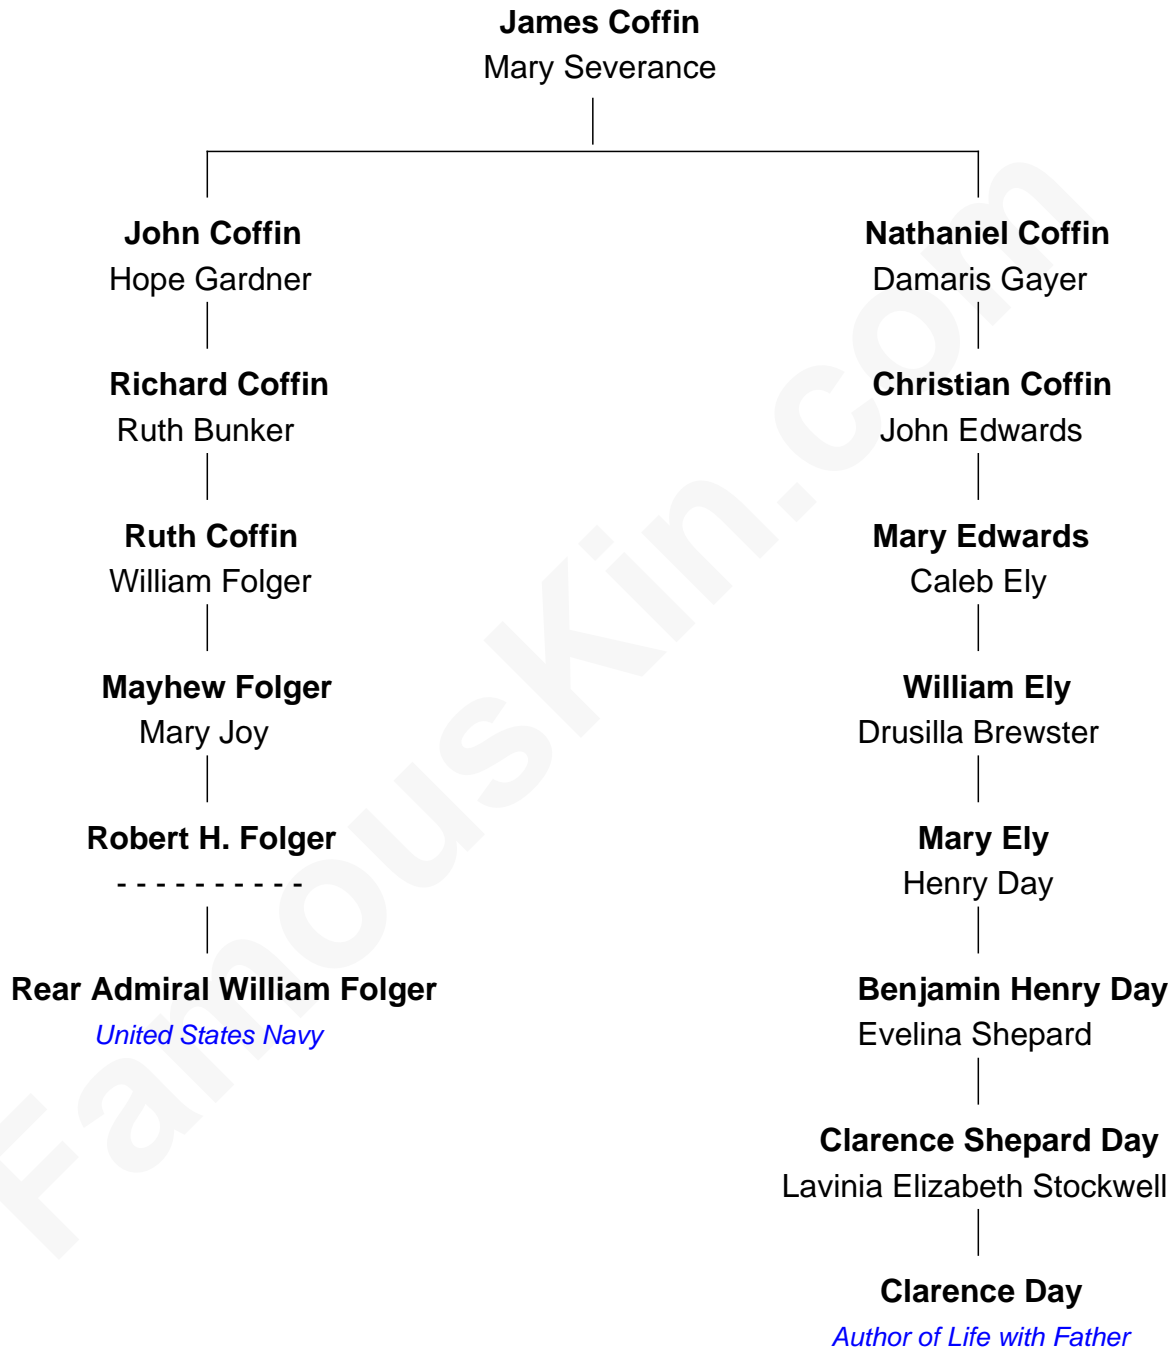 James Coffin
Mary Severance
John Coffin
Hope Gardner
Richard Coffin
Ruth Bunker
Ruth Coffin
William Folger
Mayhew Folger
Mary Joy
Robert H. Folger
- - - - - - - - - -
Rear Admiral William Folger
United States Navy
Nathaniel Coffin
Damaris Gayer
Christian Coffin
John Edwards
Mary Edwards
Caleb Ely
William Ely
Drusilla Brewster
Mary Ely
Henry Day
Benjamin Henry Day
Evelina Shepard
Clarence Shepard Day
Lavinia Elizabeth Stockwell
Clarence Day
Author of Life with Father
FamousKin.com